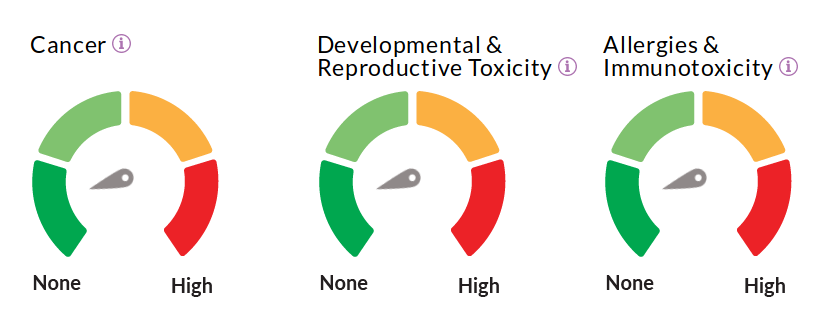 Cancer
Developmental &
Reproductive Toxicity
Allergies &
Immunotoxicity
None
High
None
High
None
High